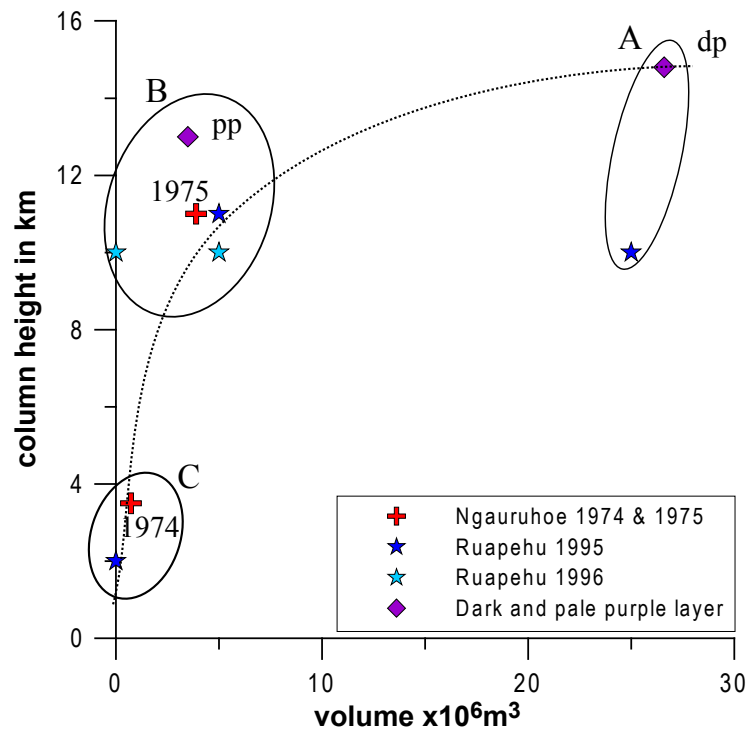 16
A
dp
B
pp
12
1975
8
4
C
1974
0
column height in km
Ngauruhoe 1974 & 1975
Ruapehu 1995
Ruapehu 1996
Dark and pale purple layer
0
10
20
30
volume x10⁶m³